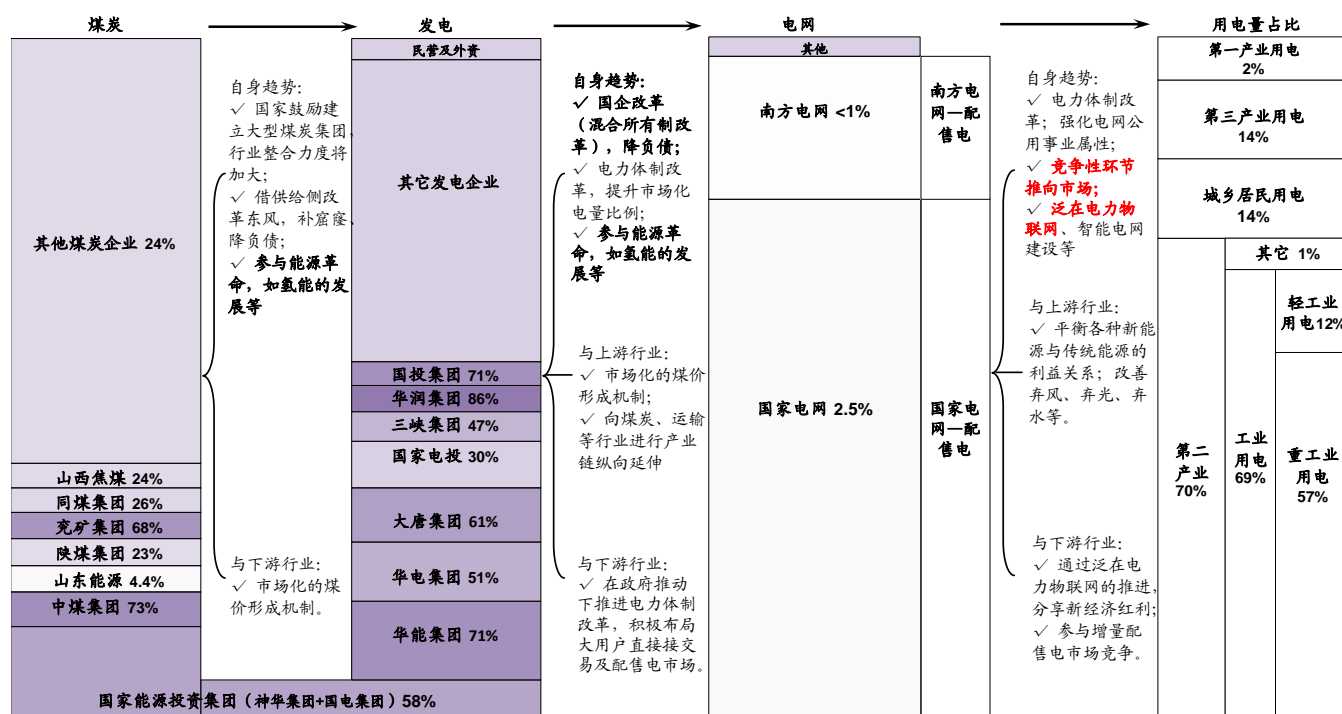 煤炭
发电
电网
用电量占比
其他煤炭企业 24%
山西焦煤 24%
同煤集团 26%
兖矿集团 68%
陕煤集团 23%
山东能源 4.4%
中煤集团 73%
国家能源投资集团（神华集团+国电集团）58%
自身趋势：
✓ 国家鼓励建
立大型煤炭集团，
行业整合力度将
加大；
✓ 借供给侧改
革东风，补窟窿、
降负债；
✓ 参与能源革
命，如氢能的发
展等
与下游行业：
✓ 市场化的煤
价形成机制。
民营及外资
其它发电企业
国投集团 71%
华润集团 86%
三峡集团 47%
国家电投 30%
大唐集团 61%
华电集团 51%
华能集团 71%
自身趋势：
✓ 国企改革
（混合所有制改
革），降负债；
✓ 电力体制改
革，提升市场化
电量比例；
✓ 参与能源革
命，如氢能的发
展等
与上游行业：
✓ 市场化的煤价
形成机制；
✓ 向煤炭、运输
等行业进行产业
链纵向延伸
与下游行业：
✓ 在政府推动
下推进电力体制
改革，积极布局
大用户直接接交
易及配售电市场。
其他
南方电网 <1%
国家电网 2.5%
南方电
网—配
售电
国家电
网—配
售电
自身趋势：
✓ 电力体制改
革；强化电网公
用事业属性；
✓ 竞争性环节
推向市场；
✓ 泛在电力物
联网、智能电网
建设等
与上游行业：
✓ 平衡各种新能
源与传统能源的
利益关系；改善
弃风、弃光、弃
水等。
与下游行业：
✓ 通过泛在电
力物联网的推进，
分享新经济红利；
✓ 参与增量配
售电市场竞争。
第一产业用电
2%
第三产业用电
14%
城乡居民用电
14%
第二
产业
70%
其它 1%
工业
用电
69%
轻工业
用电12%
重工业
用电
57%